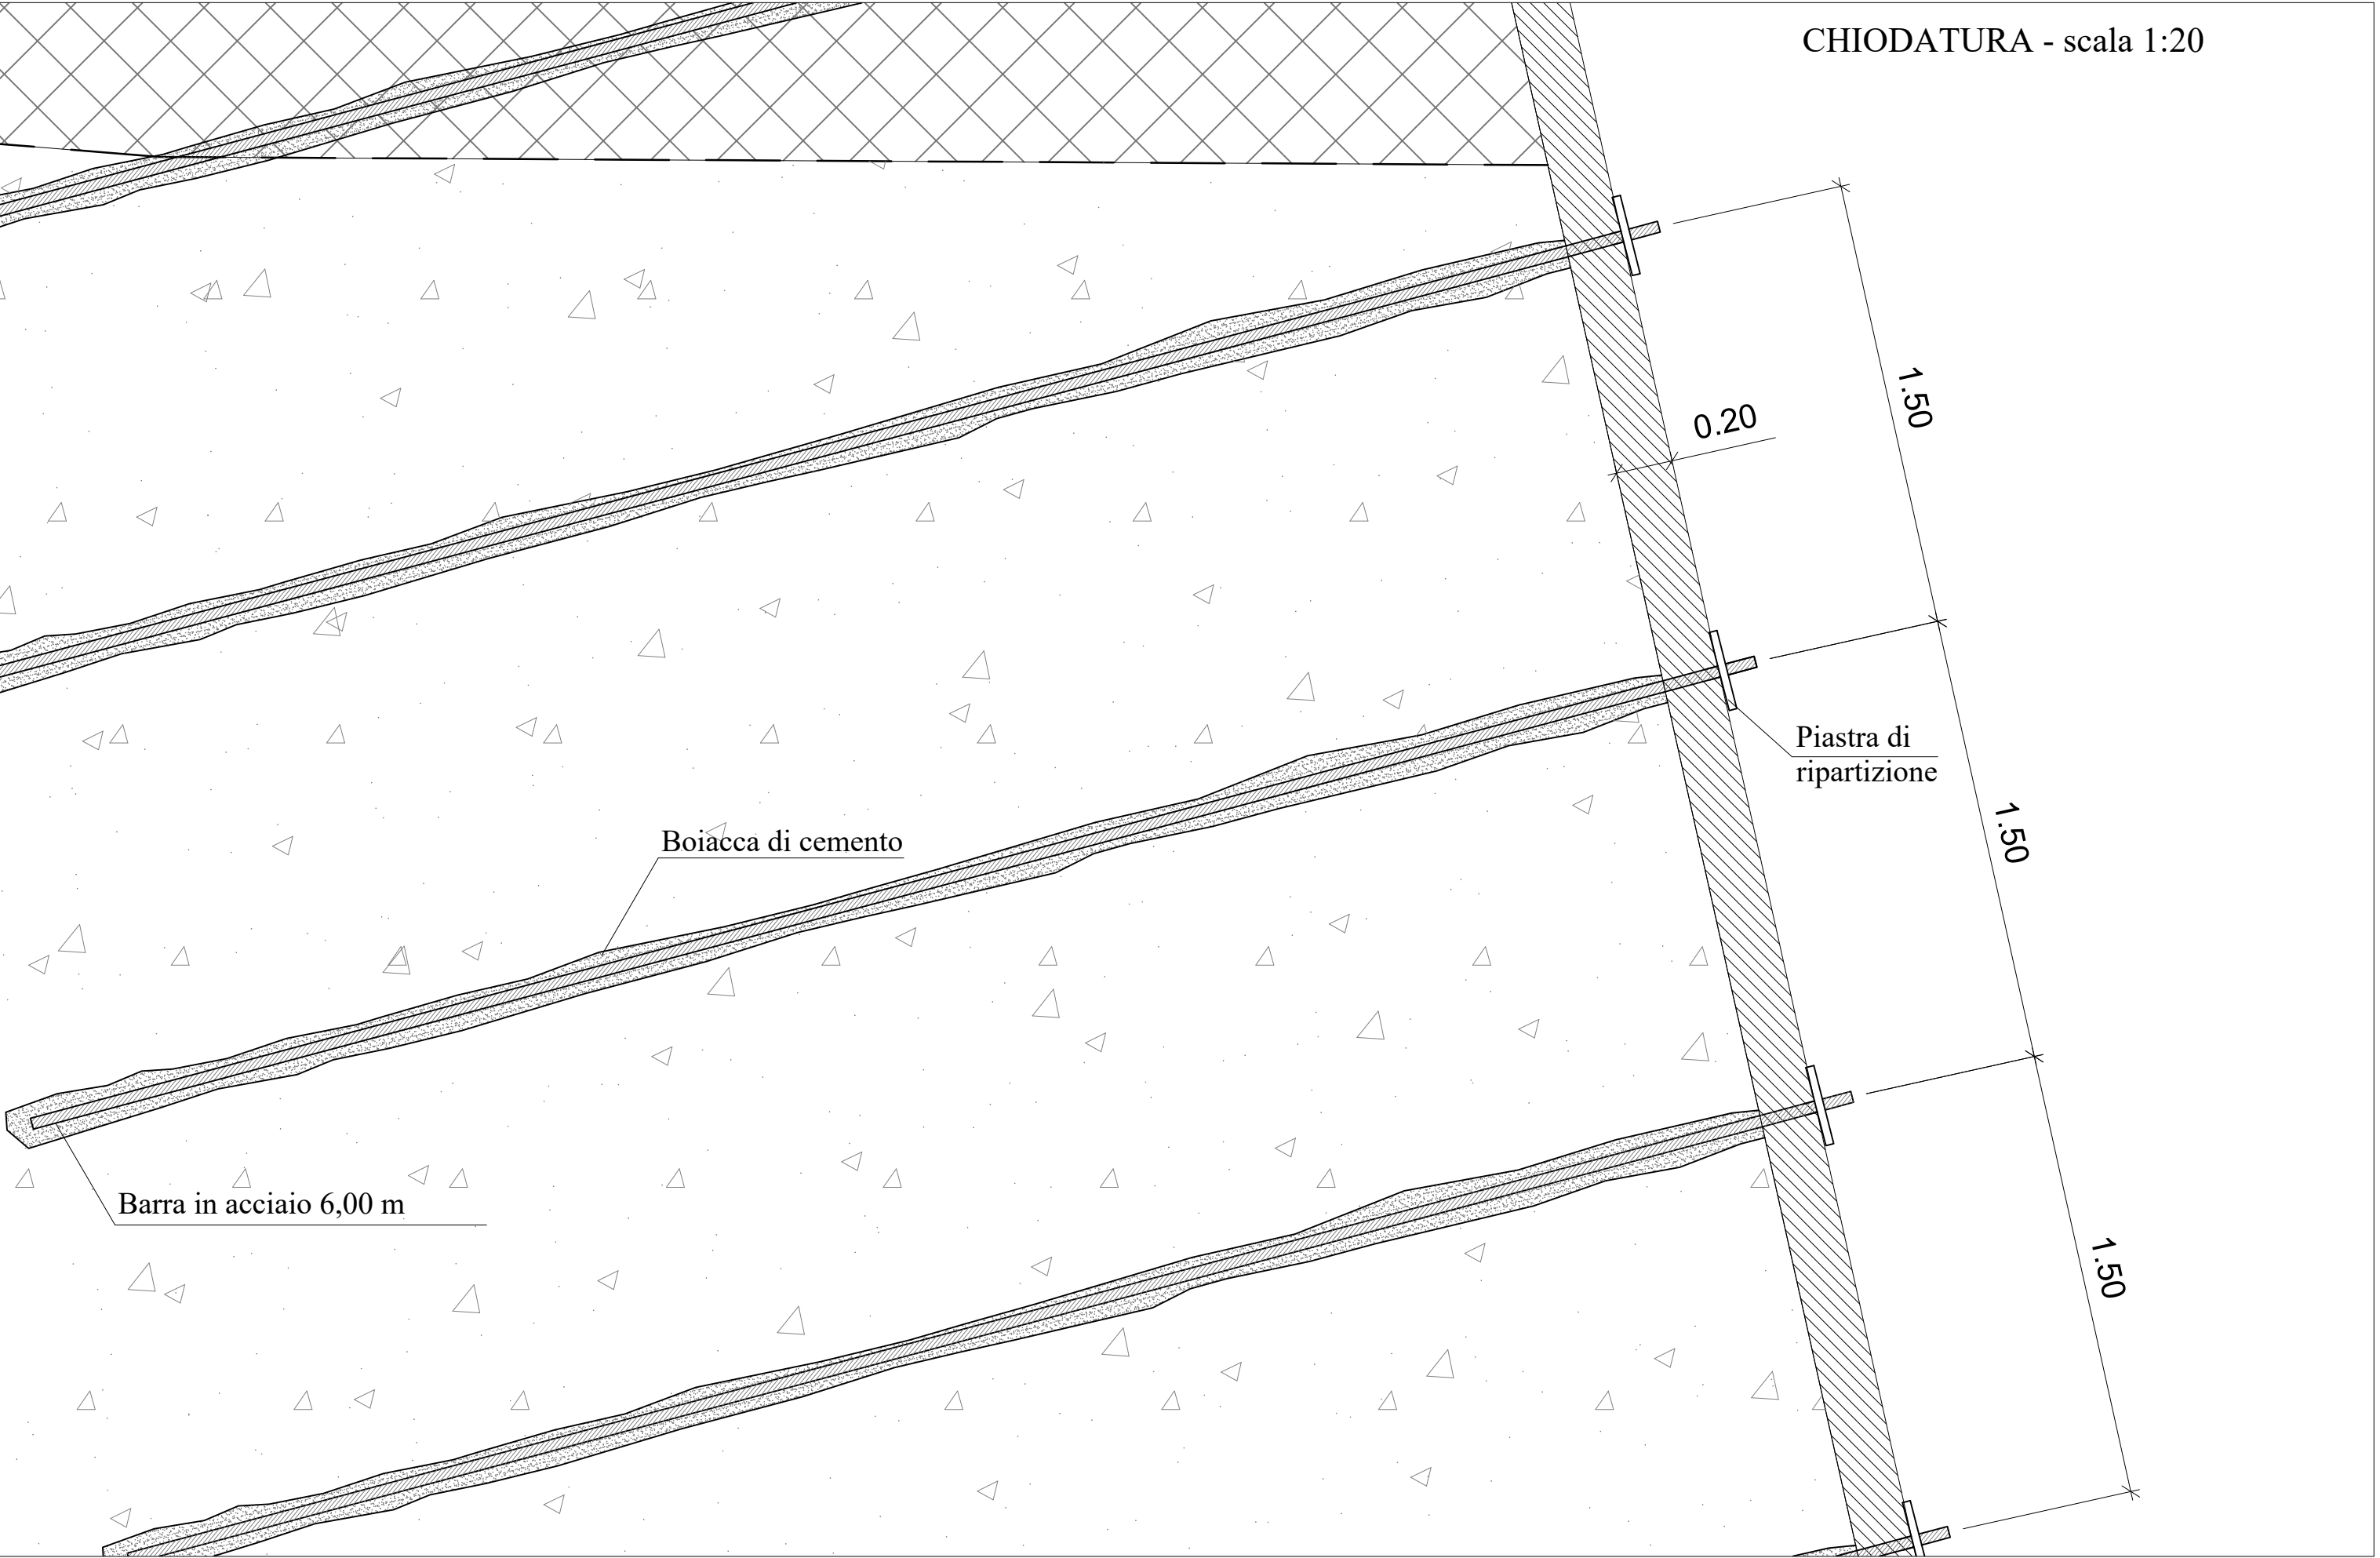 CHIODATURA - scala 1:20
1.50
0.20
Piastra di
ripartizione
1.50
Boiacca di cemento
Barra in acciaio 6,00 m
1.50